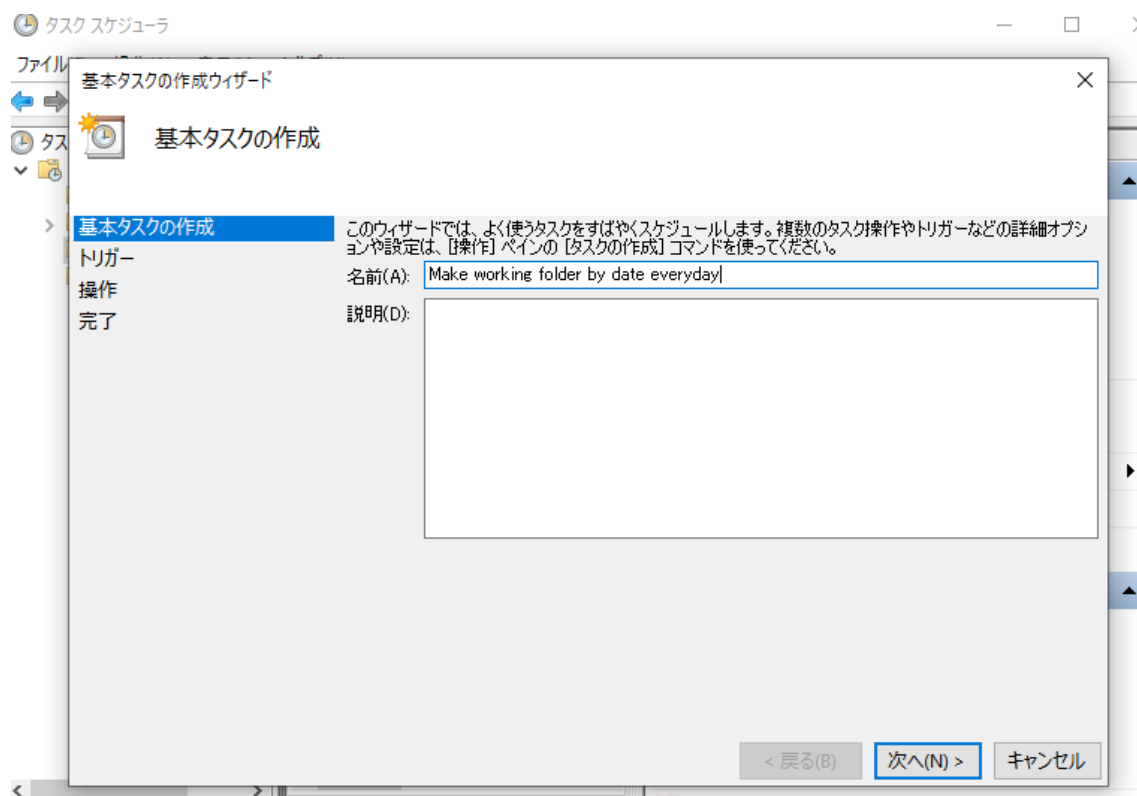 タスク スケジューラ
ファイル
基本タスクの作成ウィザード
タス
基本タスクの作成
基本タスクの作成
トリガー
操作
完了
このウィザードでは、よく使うタスクをすばやくスケジュールします。複数のタスク操作やトリガーなどの詳細オプシ
ョンや設定は、[操作] ペインの [タスクの作成] コマンドを使ってください。
名前(A): Make working folder by date everyday
説明(D):
< 戻る(B) 次へ(N) > キャンセル